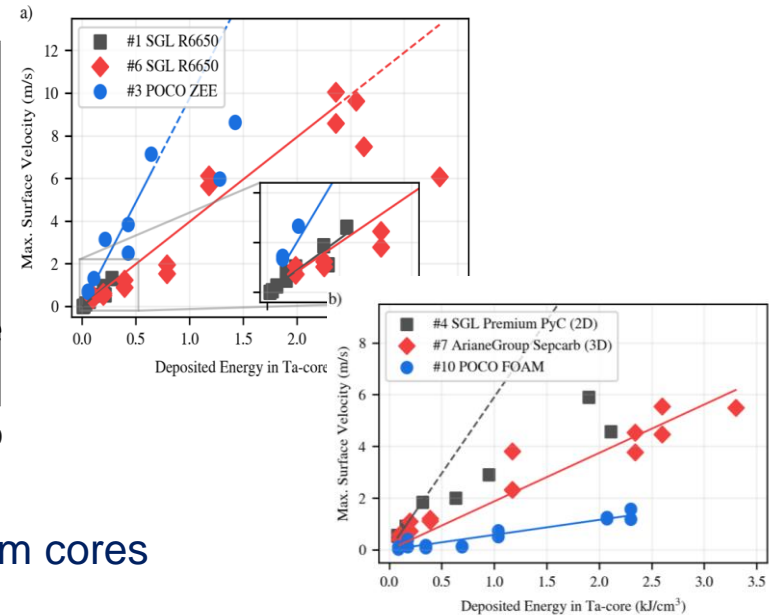 a)
#1 SGL R6650
#6 SGL R6650
#3 POCO ZEE
Max. Surface Velocity (m/s)
12
10
8
6
4
2
0
0.0 0.5 1.0 1.5 2.0
Deposited Energy in Ta-core
b)
#4 SGL Premium PyC (2D)
#7 ArianeGroup Sepcarb (3D)
#10 POCO FOAM
Max. Surface Velocity (m/s)
8
6
4
2
0
0.0 0.5 1.0 1.5 2.0 2.5 3.0 3.5
Deposited Energy in Ta-core (kJ/cm³)
m cores